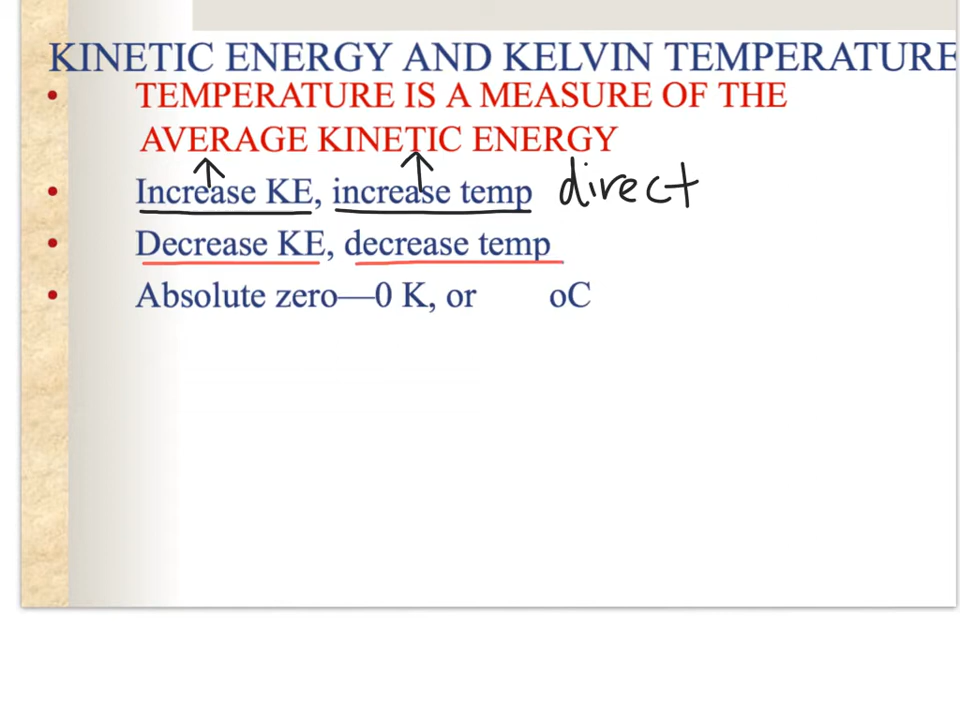 KINETIC ENERGY AND KELVIN TEMPERATURE
• TEMPERATURE IS A MEASURE OF THE
AVERAGE KINETIC ENERGY
• Increase KE, increase temp direct
• Decrease KE, decrease temp
• Absolute zero—0 K, or oC